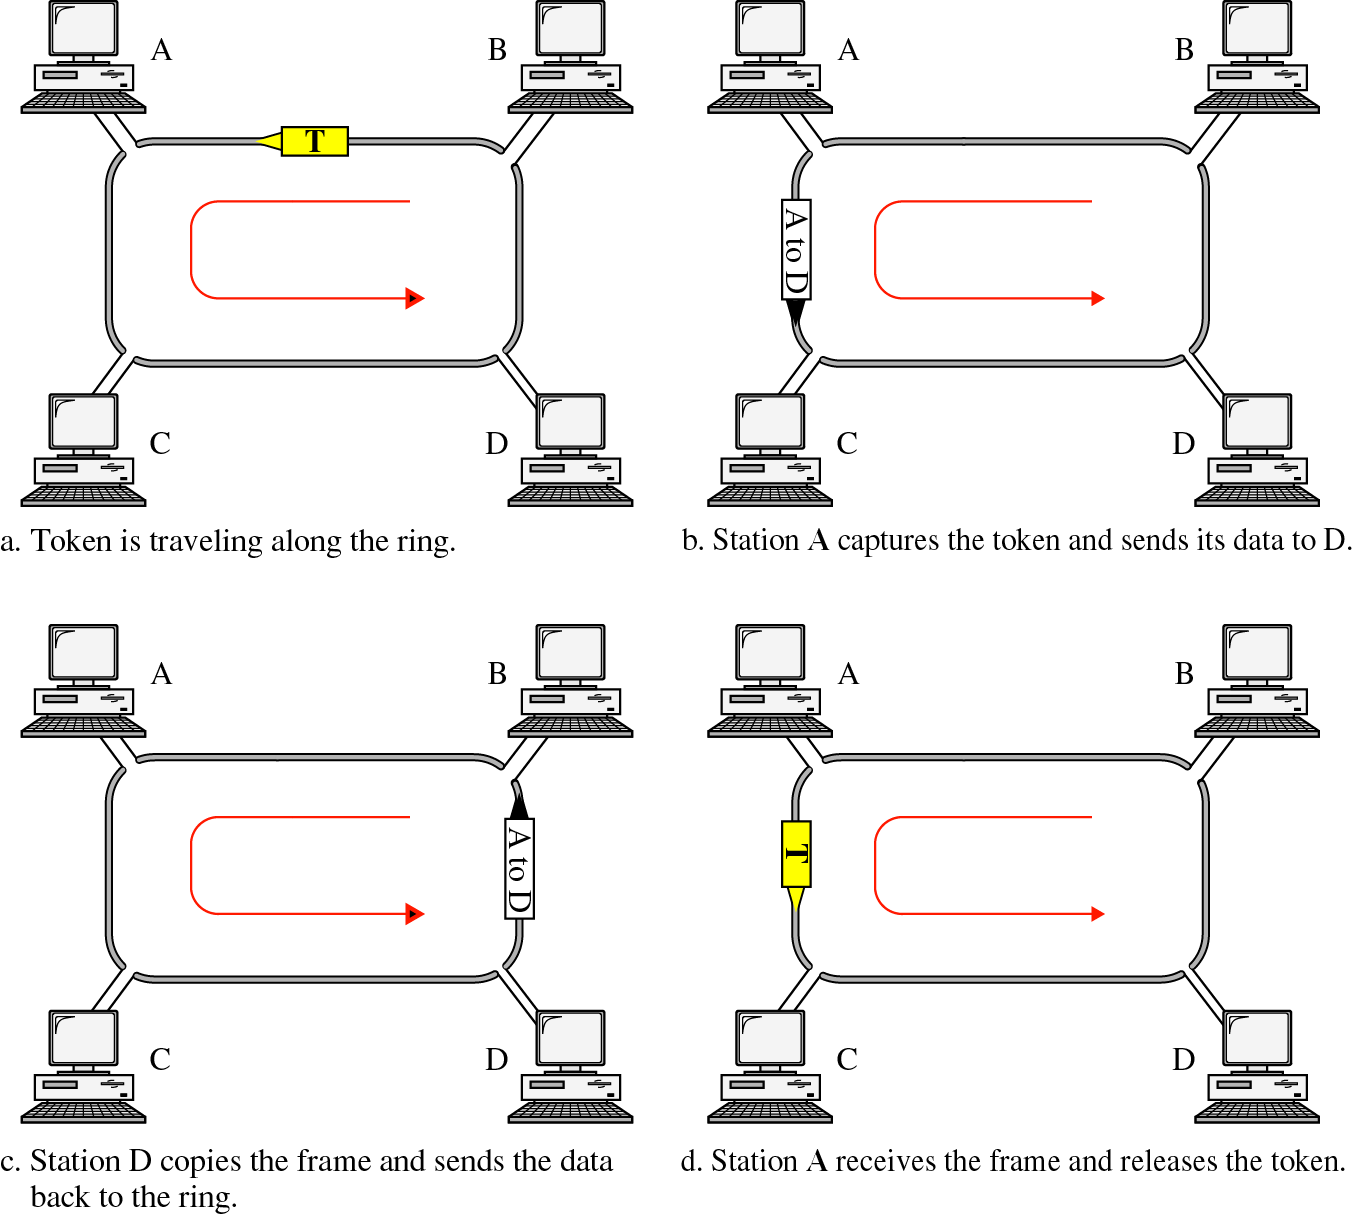 A
B
T
C
D
a. Token is traveling along the ring.
A
B
A to D
C
D
b. Station A captures the token and sends its data to D.
A
B
A to D
C
D
c. Station D copies the frame and sends the data
back to the ring.
A
B
T
C
D
d. Station A receives the frame and releases the token.